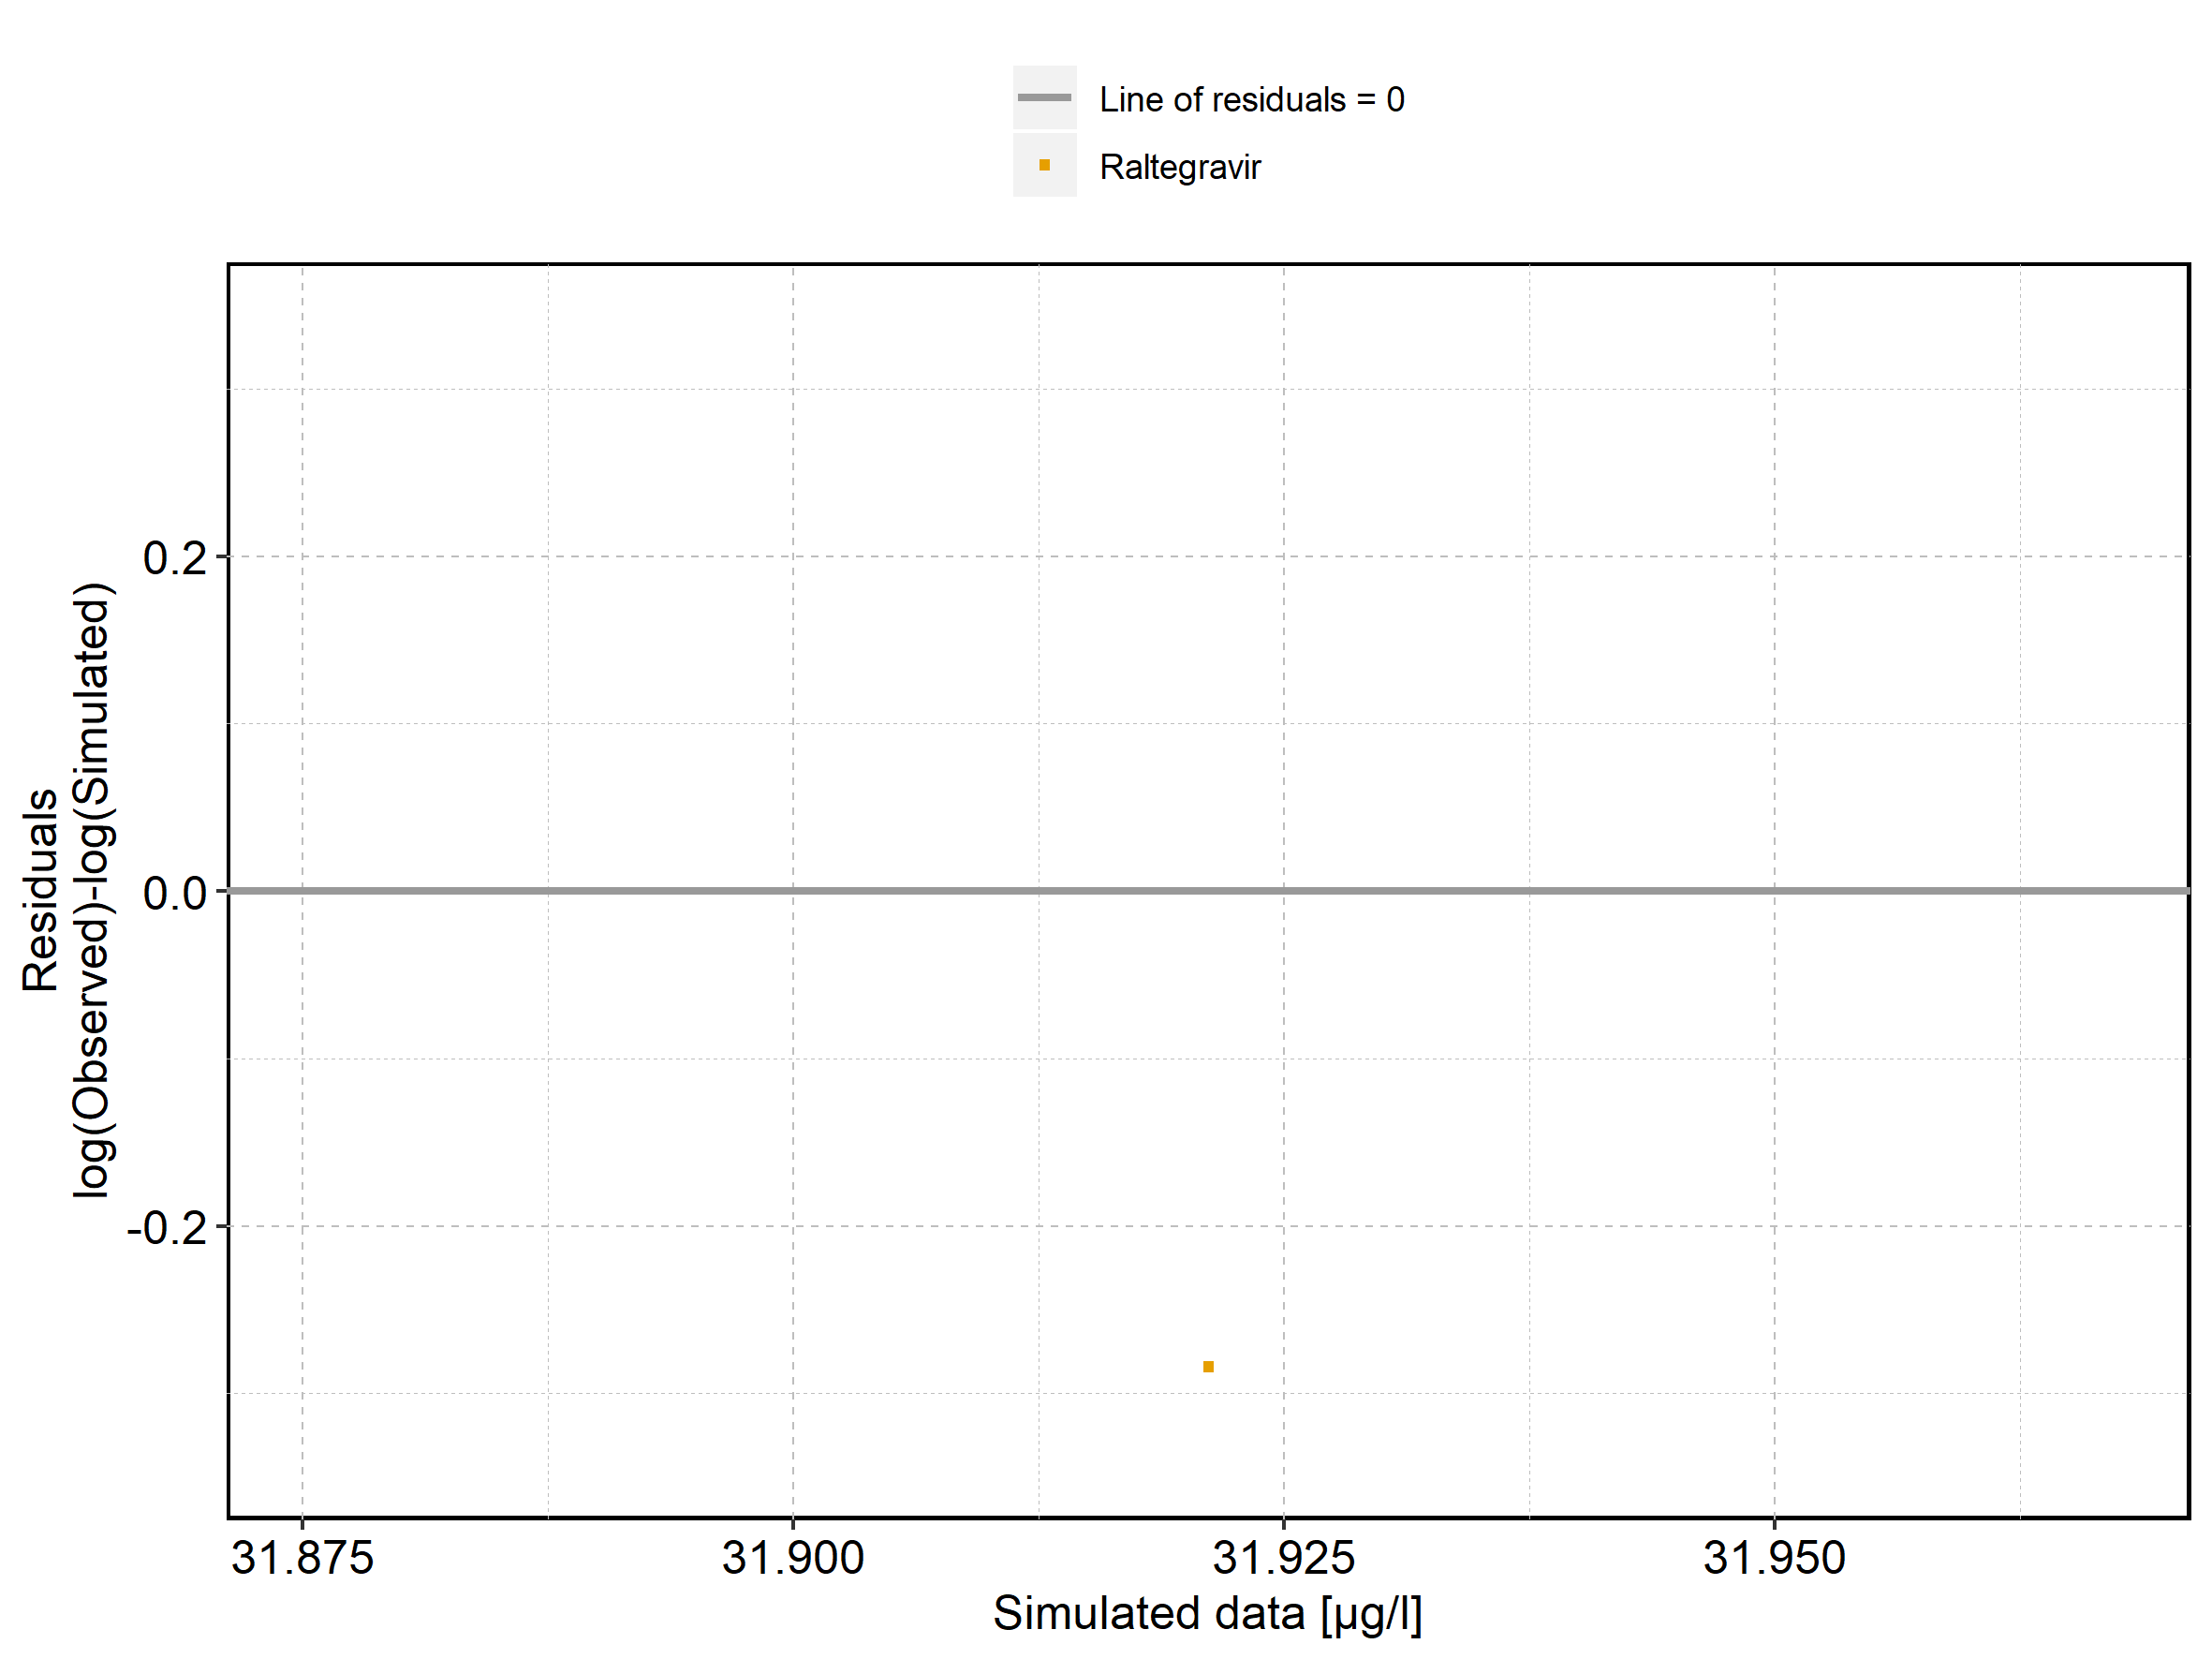 Line of residuals = 0
Raltegravir
Residuals
log(Observed)-log(Simulated)
0.2
0.0
-0.2
31.875
31.900
31.925
31.950
Simulated data [µg/l]